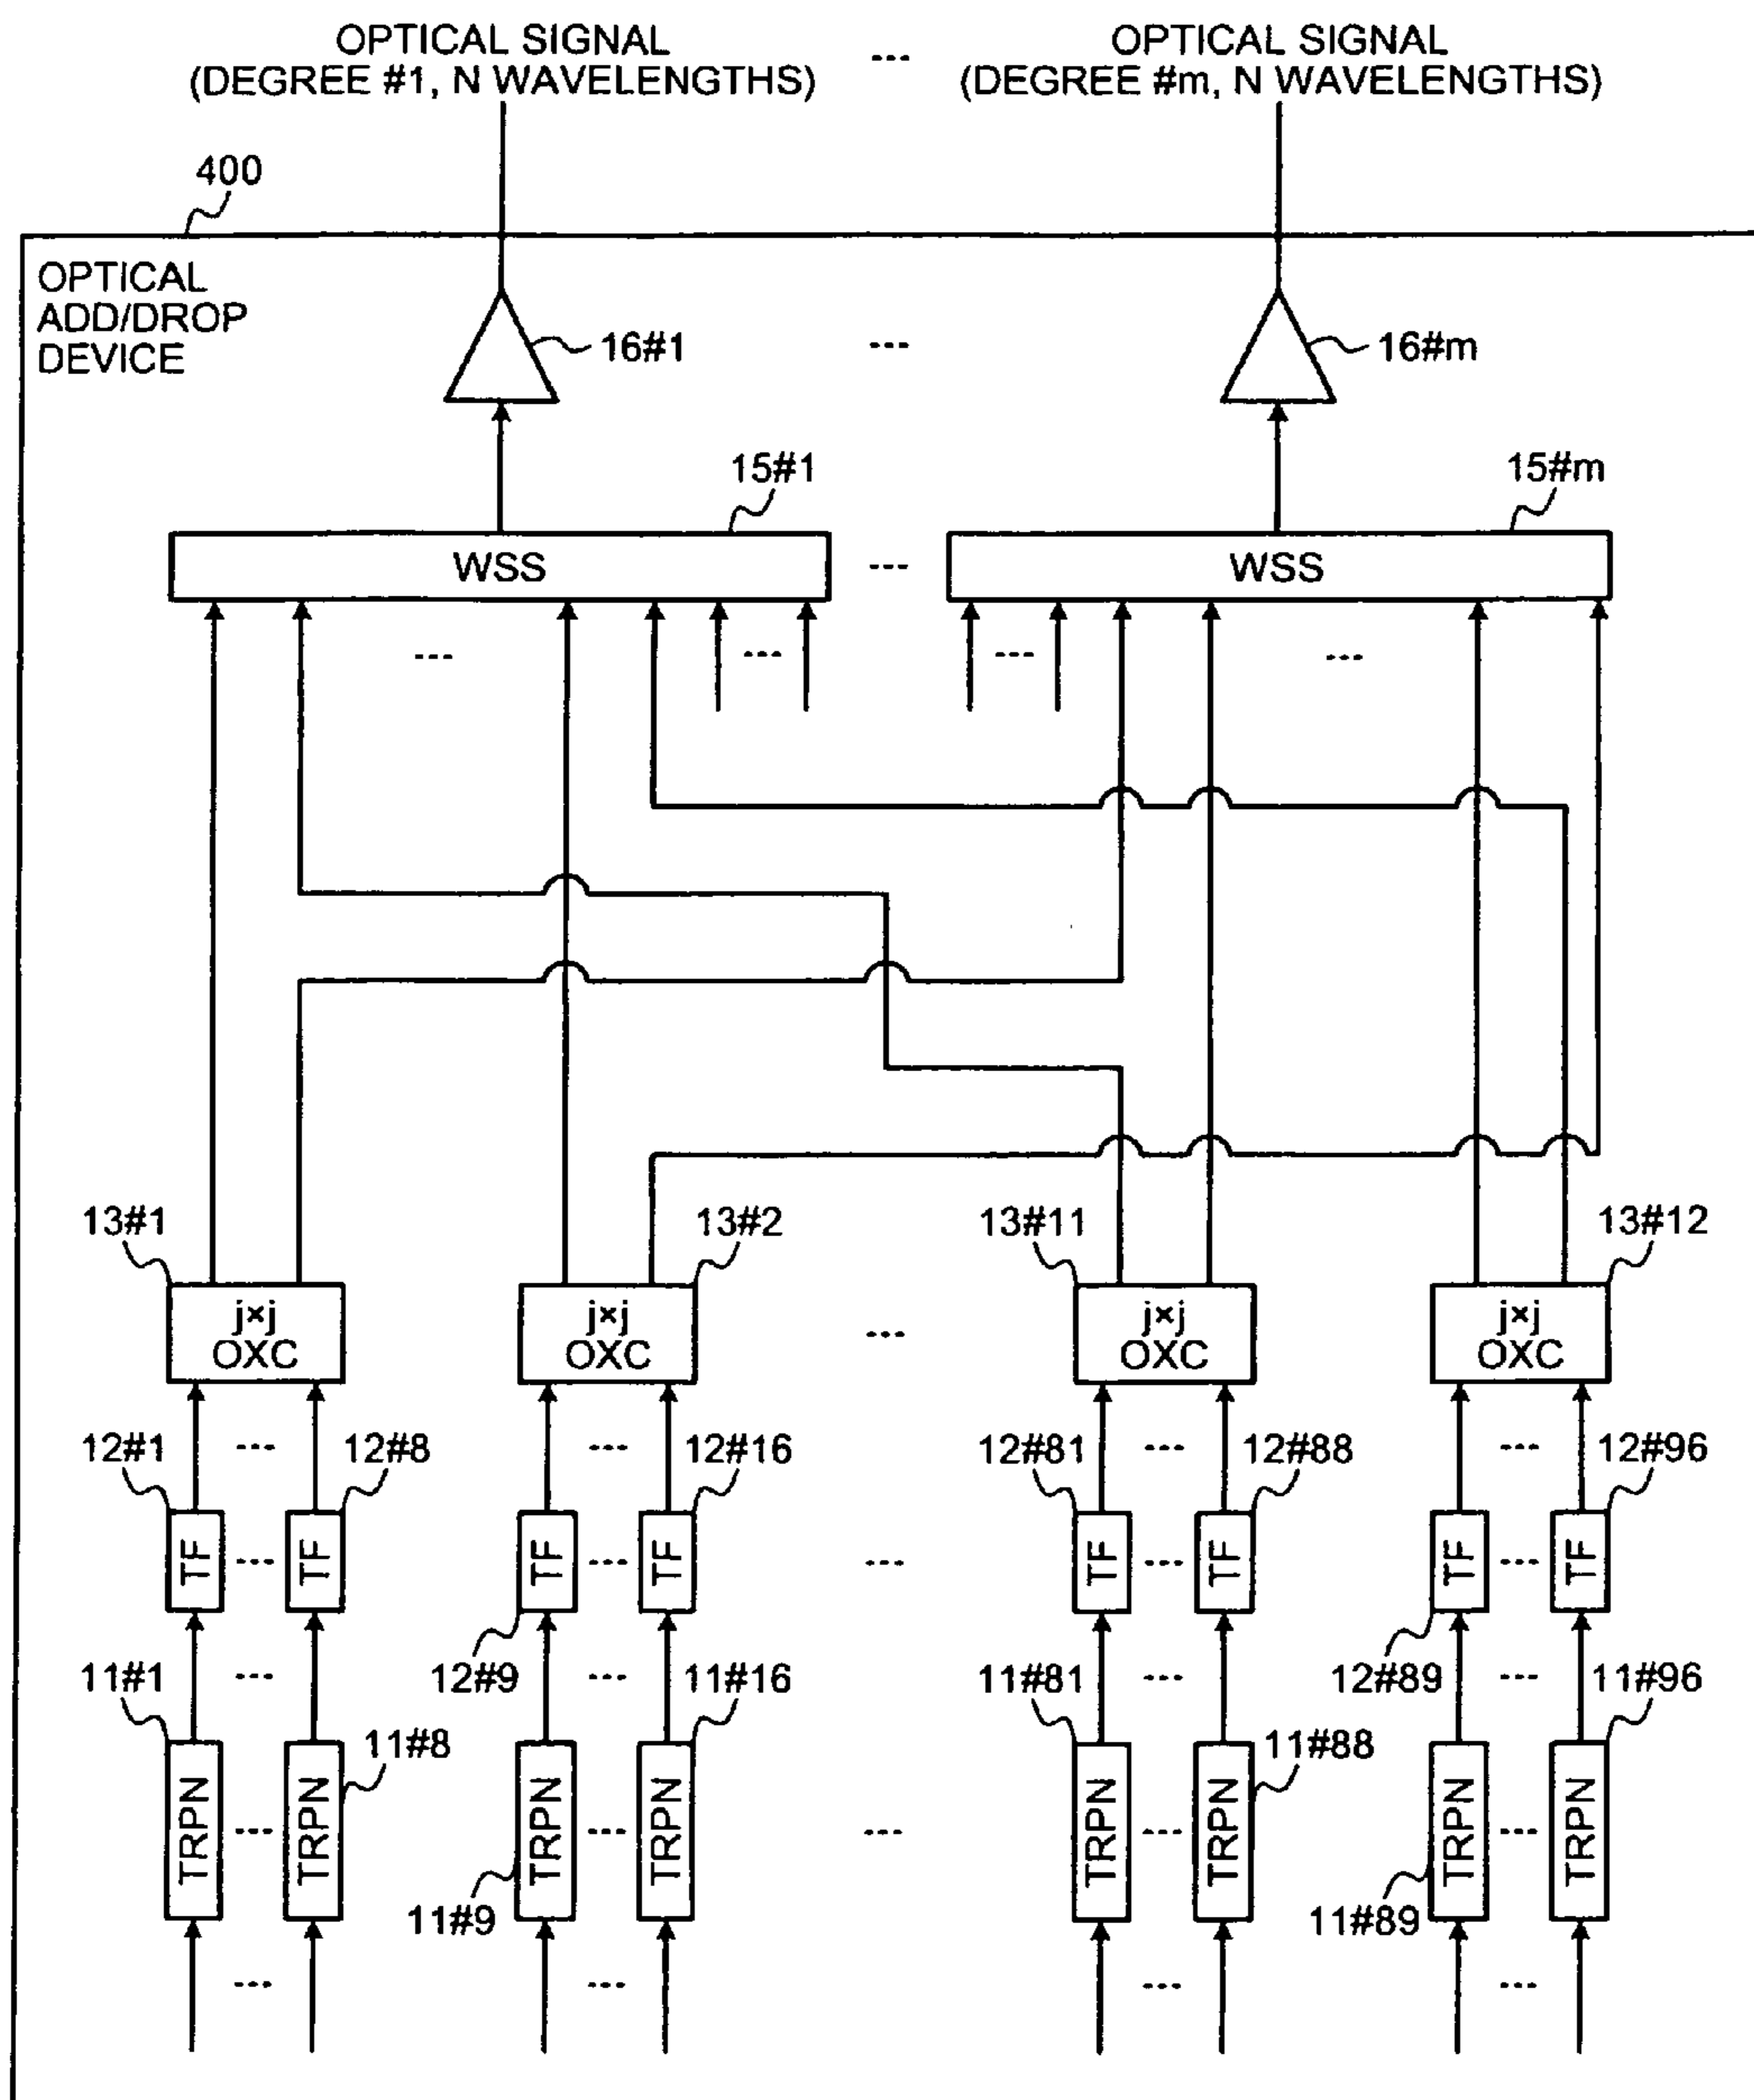 OPTICAL SIGNAL
(DEGREE #1, N WAVELENGTHS)
---
OPTICAL SIGNAL
(DEGREE #m, N WAVELENGTHS)
400
OPTICAL
ADD/DROP
DEVICE
16#1
---
16#m
15#1
15#m
WSS
---
WSS
---
---
---
---
13#1
13#2
13#11
13#12
j×j
OXC
j×j
OXC
---
j×j
OXC
j×j
OXC
12#1
---
12#8
---
12#16
12#81
---
12#88
---
12#96
TF
---
TF
TF
---
TF
---
TF
---
TF
TF
---
TF
11#1
---
12#9
---
11#16
11#81
---
12#89
---
11#96
TRPN
---
TRPN
11#8
TRPN
---
TRPN
---
TRPN
---
TRPN
11#88
TRPN
---
TRPN
11#9
11#89
---
---
---
---